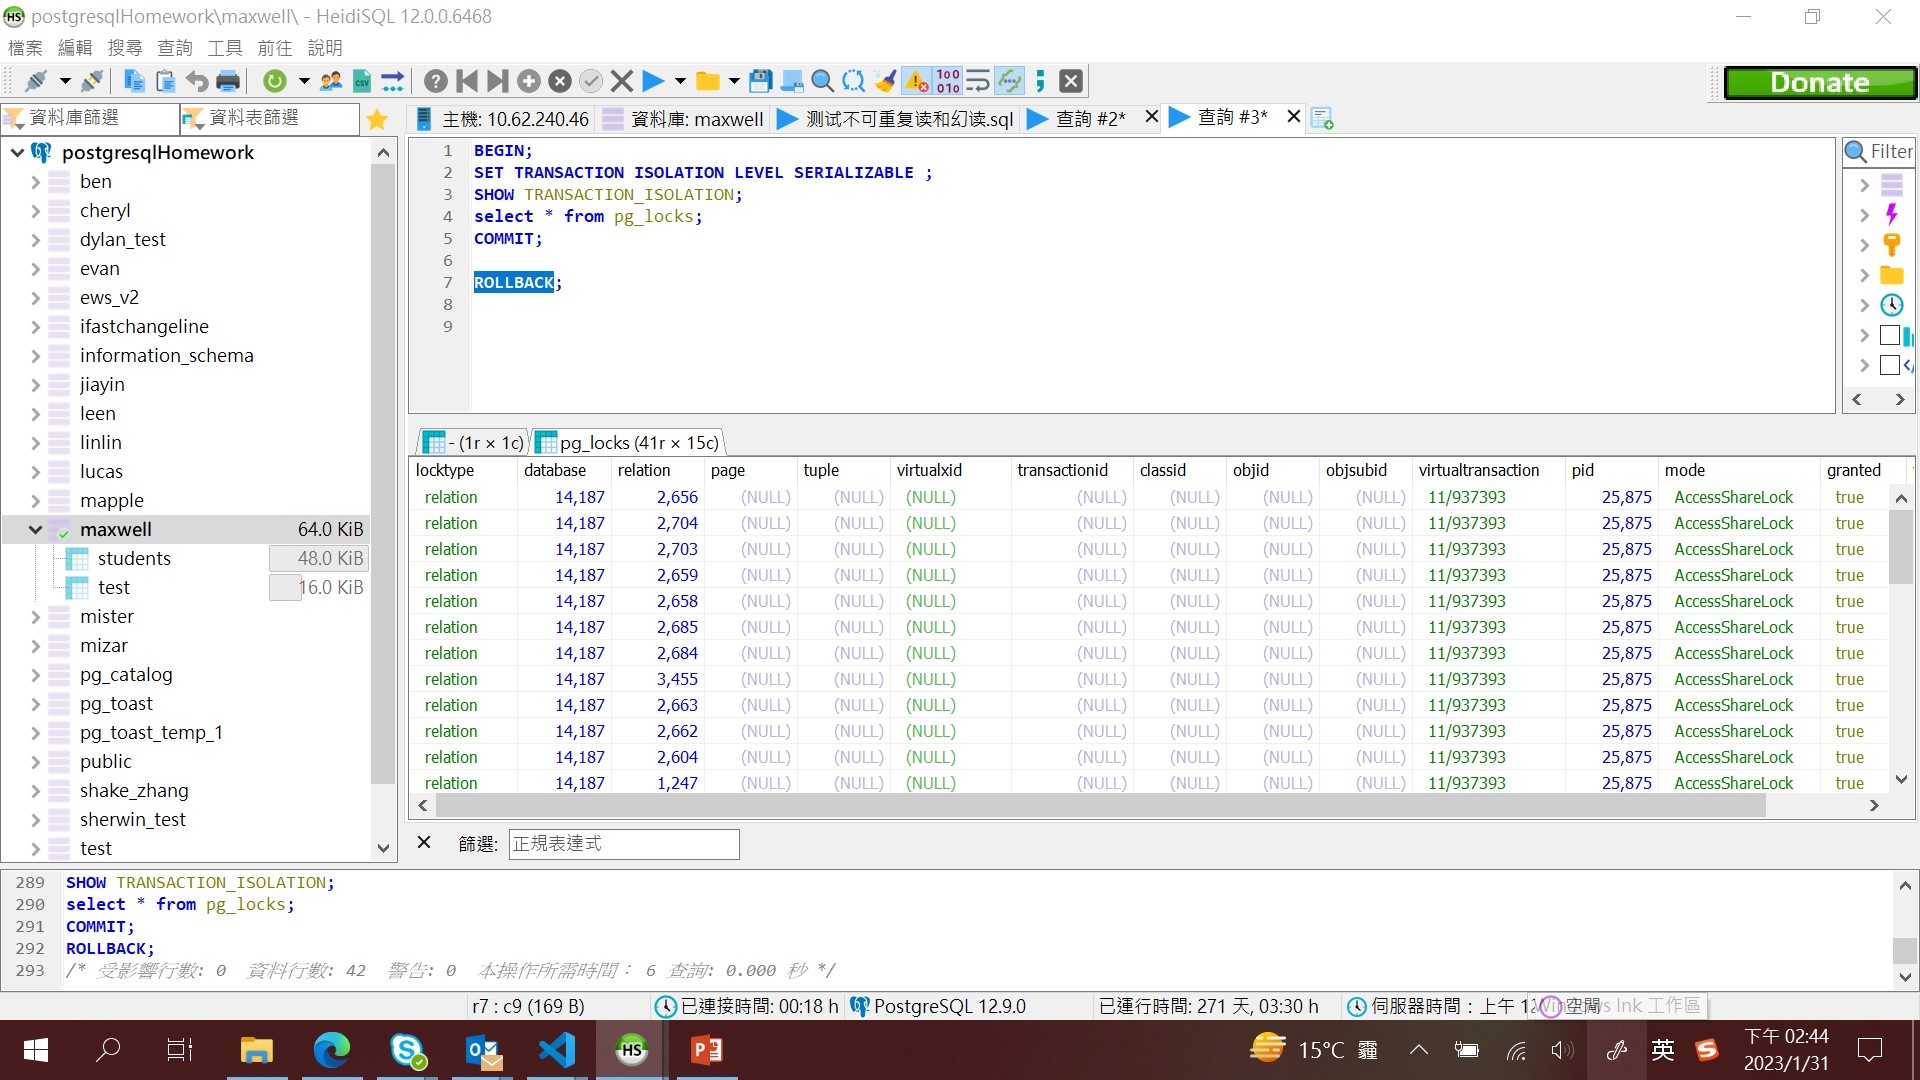 postgresqlHomework\maxwell\ - HeidiSQL 12.0.0.6468
檔案 編輯 搜尋 查詢 工具 前往 說明
Donate
資料庫篩選 資料表篩選
主機: 10.62.240.46 資料庫: maxwell 测试不可重复读和幻读.sql 查詢 #2* 查詢 #3*
postgresqlHomework
ben
cheryl
dylan_test
evan
ews_v2
ifastchangeline
information_schema
jiayin
leen
linlin
lucas
mapple
maxwell 64.0 KiB
students 48.0 KiB
test 16.0 KiB
mister
mizar
pg_catalog
pg_toast
pg_toast_temp_1
public
shake_zhang
sherwin_test
test
1 BEGIN;
2 SET TRANSACTION ISOLATION LEVEL SERIALIZABLE ;
3 SHOW TRANSACTION_ISOLATION;
4 select * from pg_locks;
5 COMMIT;
6
7 ROLLBACK;
8
9
Filter
- (1r × 1c) pg_locks (41r × 15c)
locktype database relation page tuple virtualxid transactionid classid objid objsubid virtualtransaction pid mode granted
relation 14,187 2,656 (NULL) (NULL) (NULL) (NULL) (NULL) (NULL) (NULL) 11/937393 25,875 AccessShareLock true
relation 14,187 2,704 (NULL) (NULL) (NULL) (NULL) (NULL) (NULL) (NULL) 11/937393 25,875 AccessShareLock true
relation 14,187 2,703 (NULL) (NULL) (NULL) (NULL) (NULL) (NULL) (NULL) 11/937393 25,875 AccessShareLock true
relation 14,187 2,659 (NULL) (NULL) (NULL) (NULL) (NULL) (NULL) (NULL) 11/937393 25,875 AccessShareLock true
relation 14,187 2,658 (NULL) (NULL) (NULL) (NULL) (NULL) (NULL) (NULL) 11/937393 25,875 AccessShareLock true
relation 14,187 2,685 (NULL) (NULL) (NULL) (NULL) (NULL) (NULL) (NULL) 11/937393 25,875 AccessShareLock true
relation 14,187 2,684 (NULL) (NULL) (NULL) (NULL) (NULL) (NULL) (NULL) 11/937393 25,875 AccessShareLock true
relation 14,187 3,455 (NULL) (NULL) (NULL) (NULL) (NULL) (NULL) (NULL) 11/937393 25,875 AccessShareLock true
relation 14,187 2,663 (NULL) (NULL) (NULL) (NULL) (NULL) (NULL) (NULL) 11/937393 25,875 AccessShareLock true
relation 14,187 2,662 (NULL) (NULL) (NULL) (NULL) (NULL) (NULL) (NULL) 11/937393 25,875 AccessShareLock true
relation 14,187 2,604 (NULL) (NULL) (NULL) (NULL) (NULL) (NULL) (NULL) 11/937393 25,875 AccessShareLock true
relation 14,187 1,247 (NULL) (NULL) (NULL) (NULL) (NULL) (NULL) (NULL) 11/937393 25,875 AccessShareLock true
篩選: 正規表達式
289 SHOW TRANSACTION_ISOLATION;
290 select * from pg_locks;
291 COMMIT;
292 ROLLBACK;
293 /* 受影響行數: 0 資料行數: 42 警告: 0 本操作所需時間： 6 查詢: 0.000 秒 */
r7 : c9 (169 B) 已連接時間: 00:18 h PostgreSQL 12.9.0 已運行時間: 271 天, 03:30 h 伺服器時間：上午 12 空閒 Windows Ink 工作區
15°C 霾 英 下午 02:44
2023/1/31